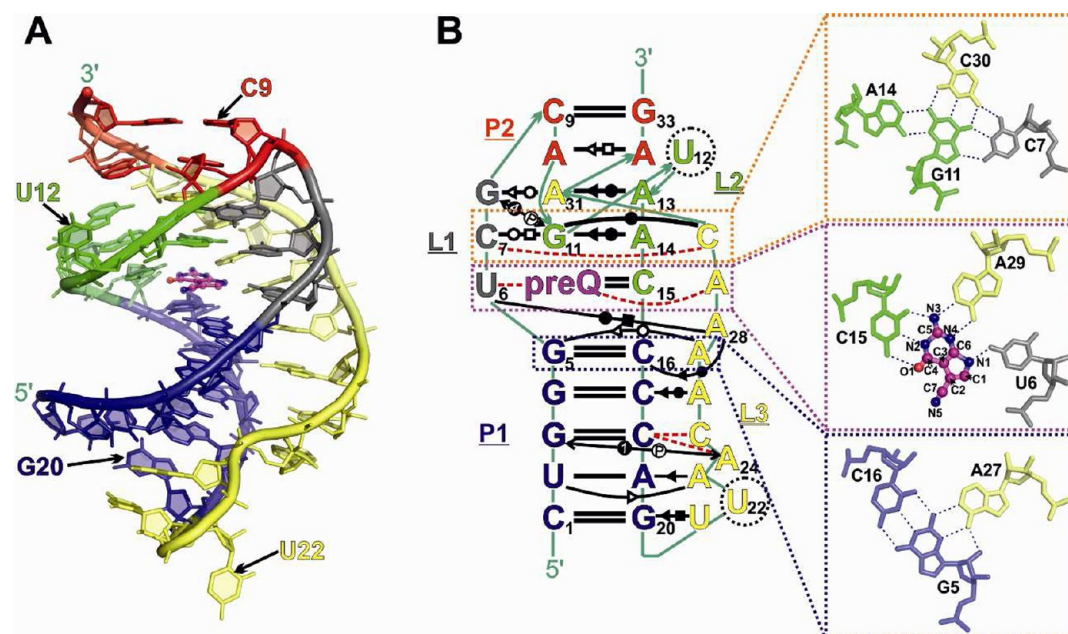 A
3'
C9
U12
5'
G20
U22
B
3'
P2 C9 G33
A A U12
G A31 A13 L2
P
L1 C7 G11 A14 C
U6 preQ C15 A
A28
G5 C16 A
G C A
P1 G C C L3
1 P A24
U A A
U22
C1 G20 U
5'
C30
A14
C7
G11
A29
N3
C15 C5 N4
N2 C6
C3 N1
O1 C4 C1 U6
C7 C2
N5
C16 A27
G5